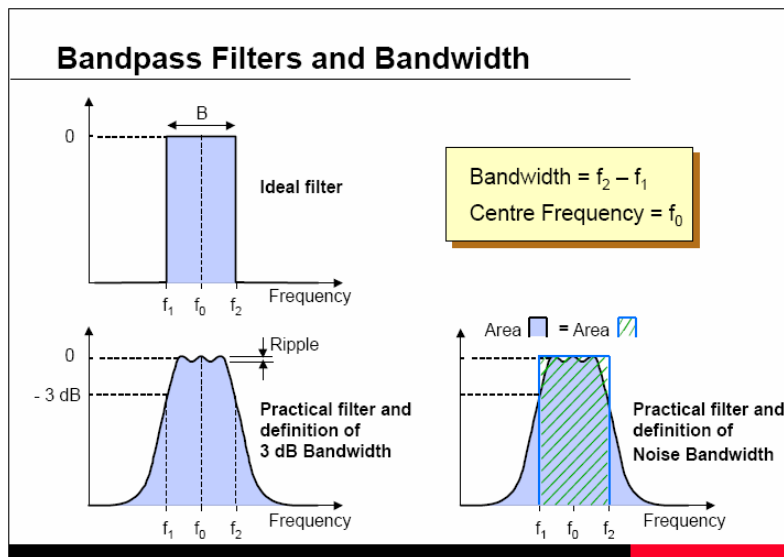 Bandpass Filters and Bandwidth
B
0
Ideal filter
f1 f0 f2
Frequency
Bandwidth = f2 – f1
Centre Frequency = f0
0
Ripple
- 3 dB
Practical filter and
definition of
3 dB Bandwidth
f1 f0 f2
Frequency
Area = Area
Practical filter and
definition of
Noise Bandwidth
f1 f0 f2
Frequency